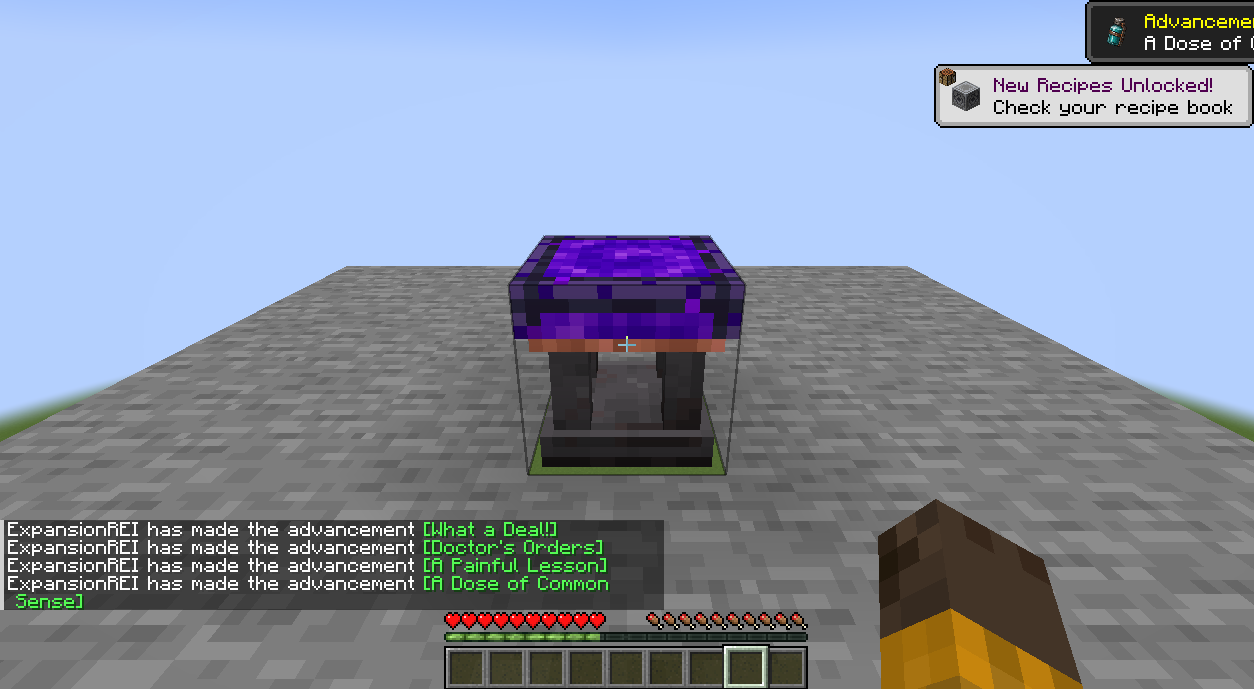 Advanceme
A Dose of
New Recipes Unlocked!
Check your recipe book
ExpansionREI has made the advancement [What a Deal!]
ExpansionREI has made the advancement [Doctor's Orders]
ExpansionREI has made the advancement [A Painful Lesson]
ExpansionREI has made the advancement [A Dose of Common
Sense]